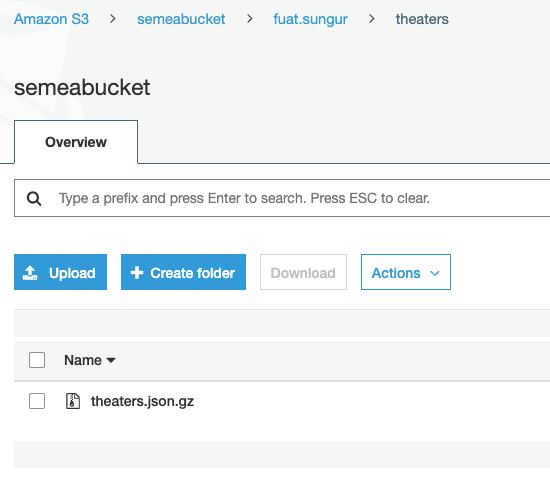 Amazon S3 > semeabucket > fuat.sungur > theaters
semeabucket
Overview
Type a prefix and press Enter to search. Press ESC to clear.
Upload Create folder Download Actions
Name
theaters.json.gz